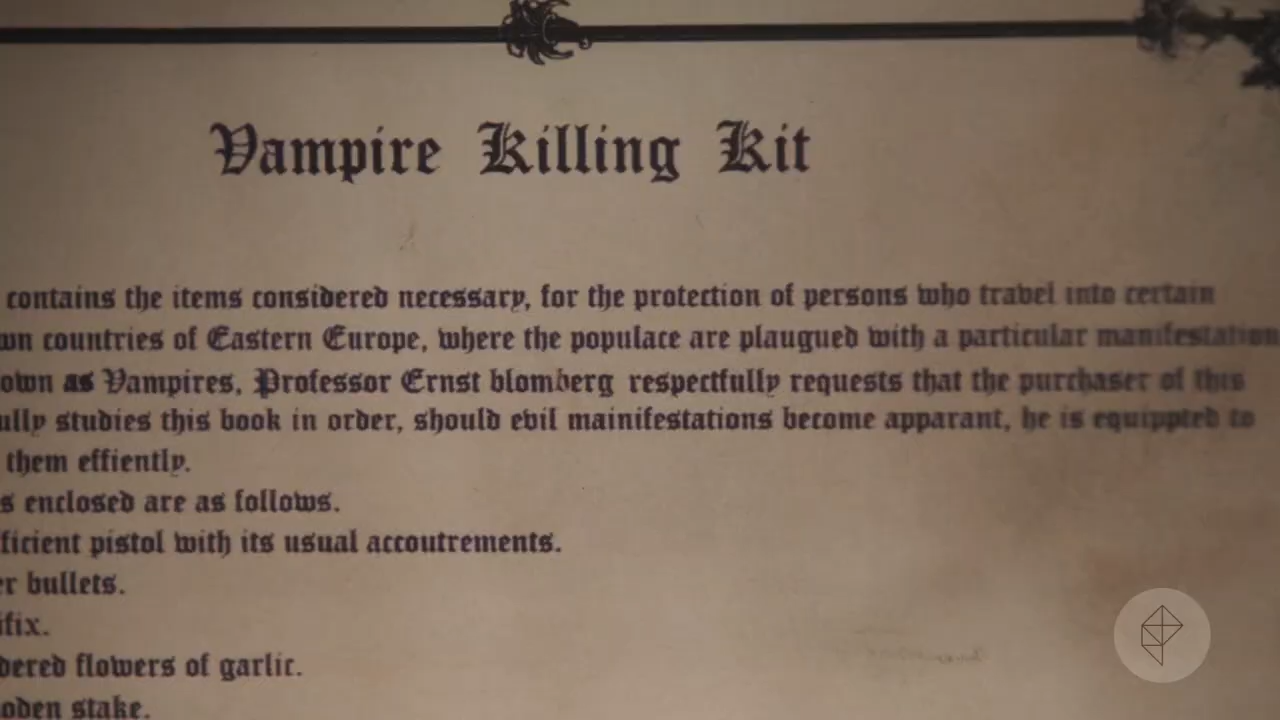 Vampire Killing Kit
contains the items considered necessary, for the protection of persons who travel into certain
wn countries of Eastern Europe, where the populace are plaugued with a particular manifestation
own as Vampires, Professor Ernst blomberg respectfully requests that the purchaser of this
ully studies this book in order, should evil mainifestations become apparant, he is equippted to
them effiently.
s enclosed are as follows.
ficient pistol with its usual accoutrements.
er bullets.
ifix.
dered flowers of garlic.
oden stake.